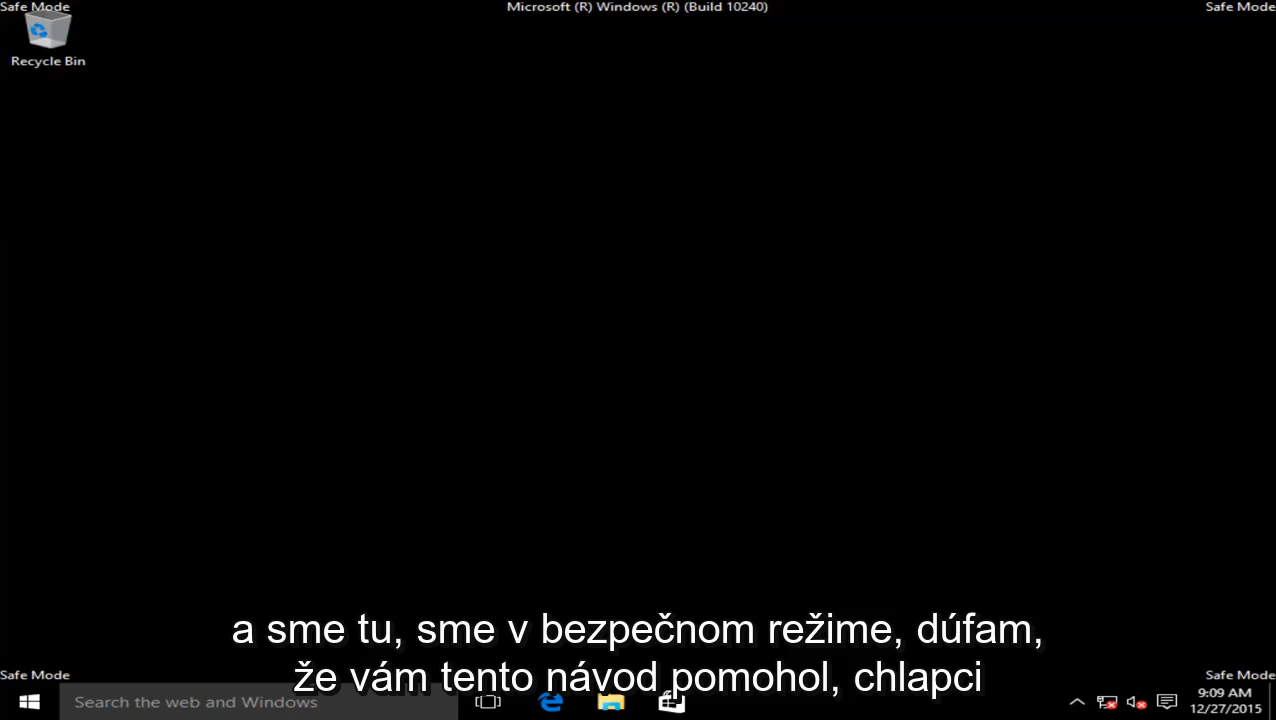 Safe Mode
Microsoft (R) Windows (R) (Build 10240)
Safe Mode
Recycle Bin
a sme tu, sme v bezpečnom režime, dúfam,
že vám tento návod pomohol, chlapci
Safe Mode
Safe Mode
Search the web and Windows
9:09 AM
12/27/2015